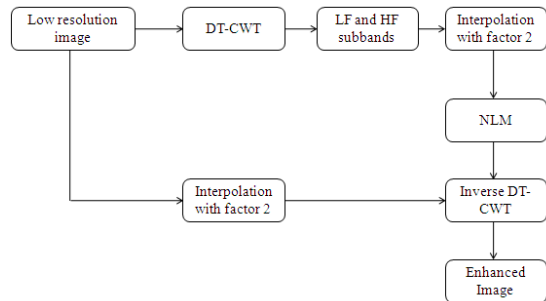 Low resolution
image
DT-CWT
LF and HF
subbands
Interpolation
with factor 2
NLM
Interpolation
with factor 2
Inverse DT-
CWT
Enhanced
Image